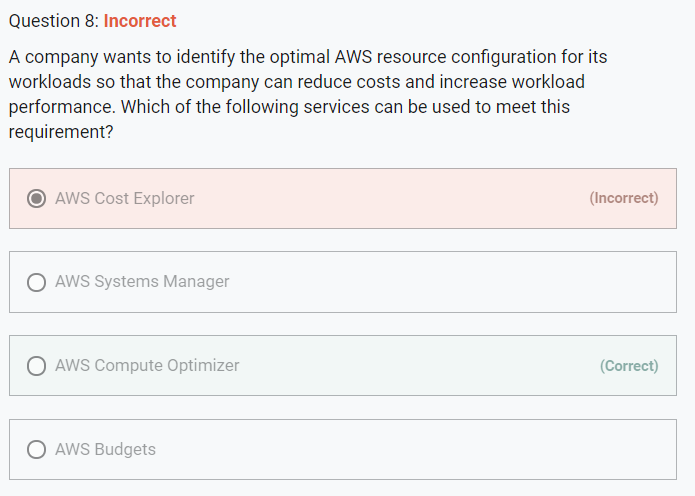 Question 8: Incorrect
A company wants to identify the optimal AWS resource configuration for its
workloads so that the company can reduce costs and increase workload
performance. Which of the following services can be used to meet this
requirement?
AWS Cost Explorer (Incorrect)
AWS Systems Manager
AWS Compute Optimizer (Correct)
AWS Budgets